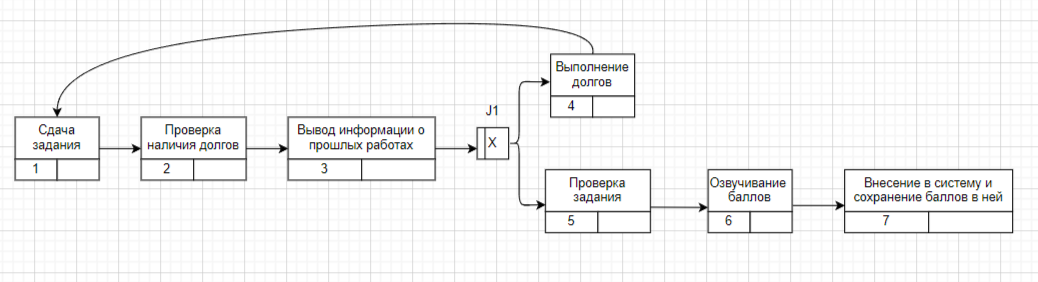 Сдача
задания
1
Проверка
наличия долгов
2
Вывод информации о
прошлых работах
3
J1
X
Выполнение
долгов
4
Проверка
задания
5
Озвучивание
баллов
6
Внесение в систему и
сохранение баллов в ней
7